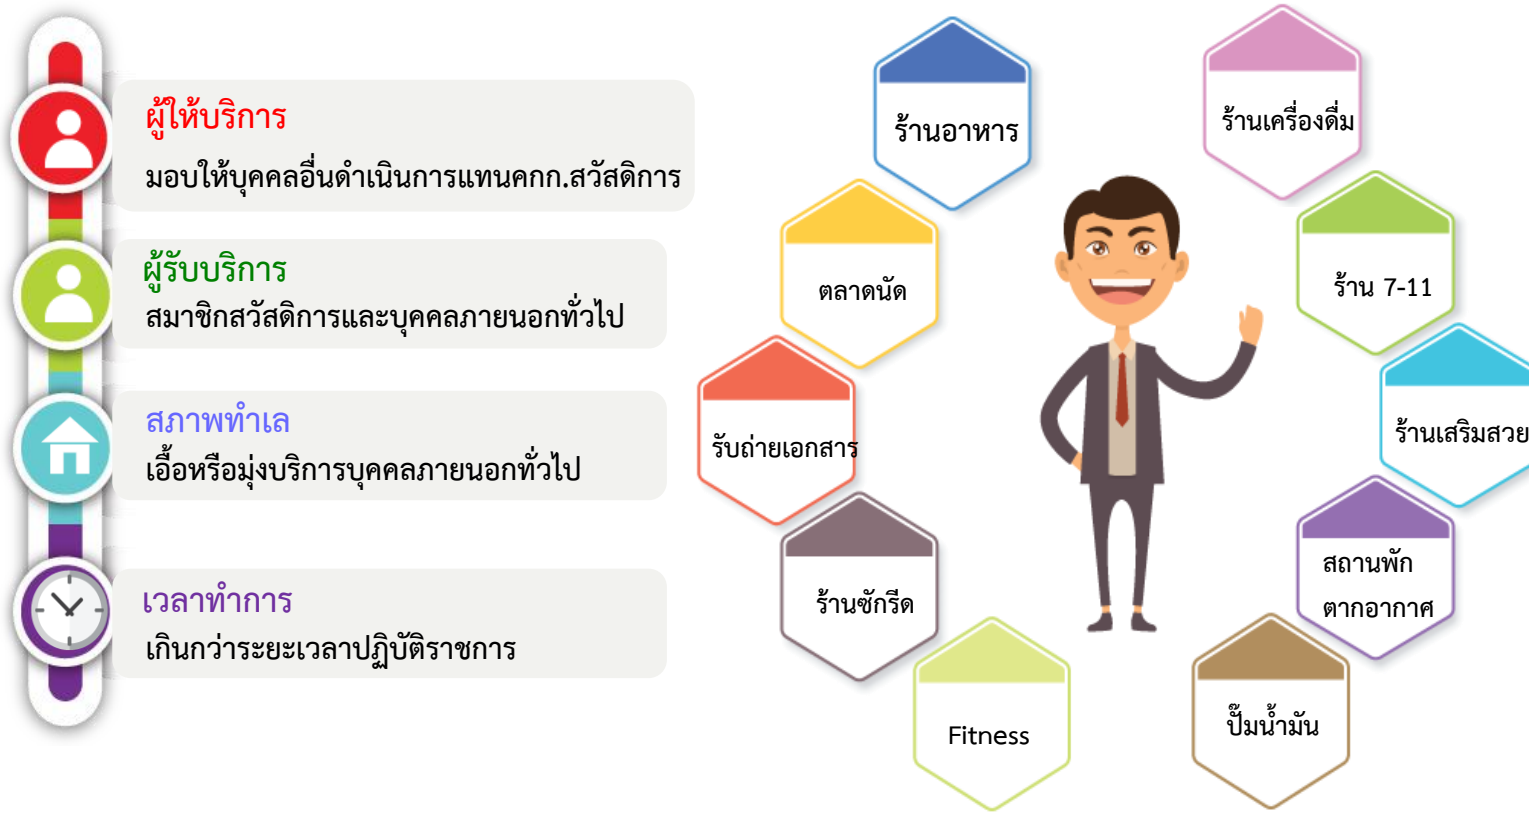 ผู้ให้บริการ
มอบให้บุคคลอื่นดำเนินการแทนคกก.สวัสดิการ
ผู้รับบริการ
สมาชิกสวัสดิการและบุคคลภายนอกทั่วไป
สภาพทำเล
เอื้อหรือมุ่งบริการบุคคลภายนอกทั่วไป
เวลาทำการ
เกินกว่าระยะเวลาปฏิบัติราชการ
ร้านอาหาร
ร้านเครื่องดื่ม
ตลาดนัด
ร้าน 7-11
รับถ่ายเอกสาร
ร้านเสริมสวย
ร้านซักรีด
สถานพัก
ตากอากาศ
Fitness
ปั๊มน้ำมัน